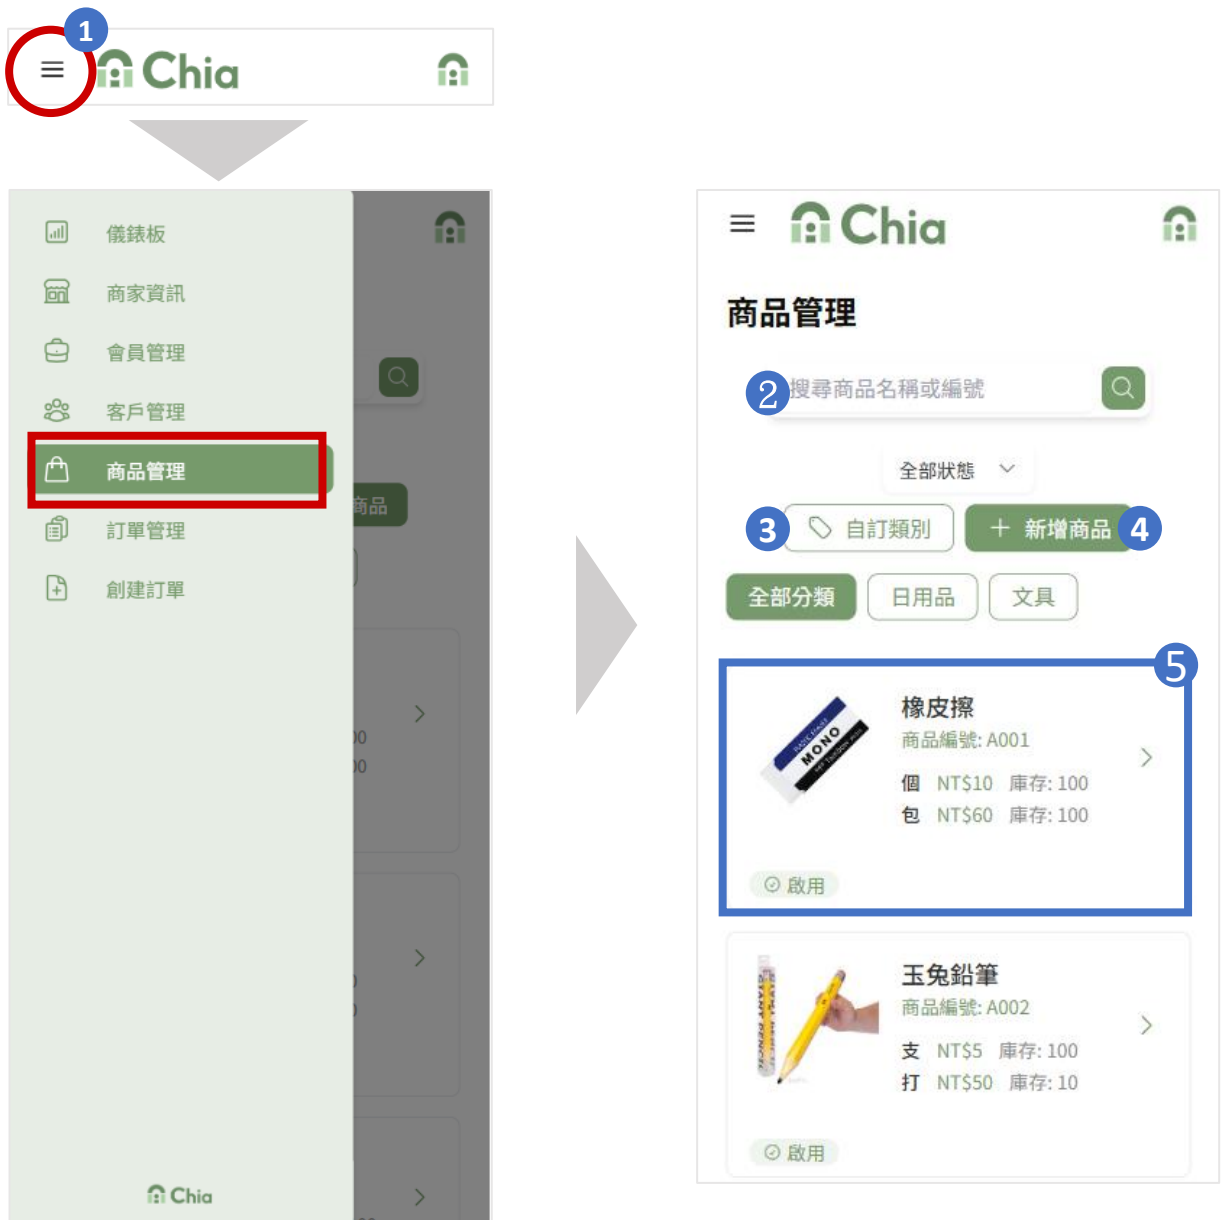 1
Chia
儀錶板
商家資訊
會員管理
客戶管理
商品管理
訂單管理
創建訂單
商品
00
00
Chia
Chia
商品管理
2 搜尋商品名稱或編號
全部狀態
3 自訂類別
+ 新增商品 4
全部分類 日用品 文具
5
橡皮擦
商品編號: A001
個 NT$10 庫存: 100
包 NT$60 庫存: 100
MONO
啟用
玉兔鉛筆
商品編號: A002
支 NT$5 庫存: 100
打 NT$50 庫存: 10
啟用